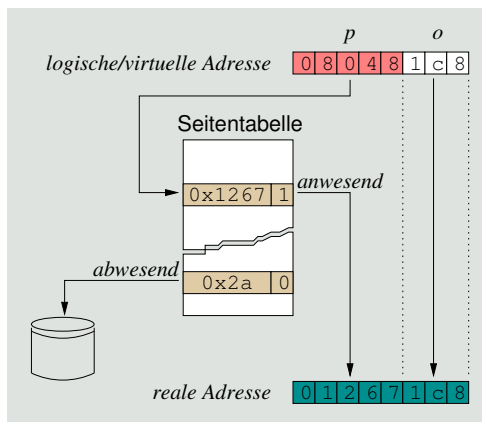 p o
logische/virtuelle Adresse 0 8 0 4 8 1 c 8
Seitentabelle
0x1267 1 anwesend
abwesend
0x2a 0
reale Adresse 0 1 2 6 7 1 c 8